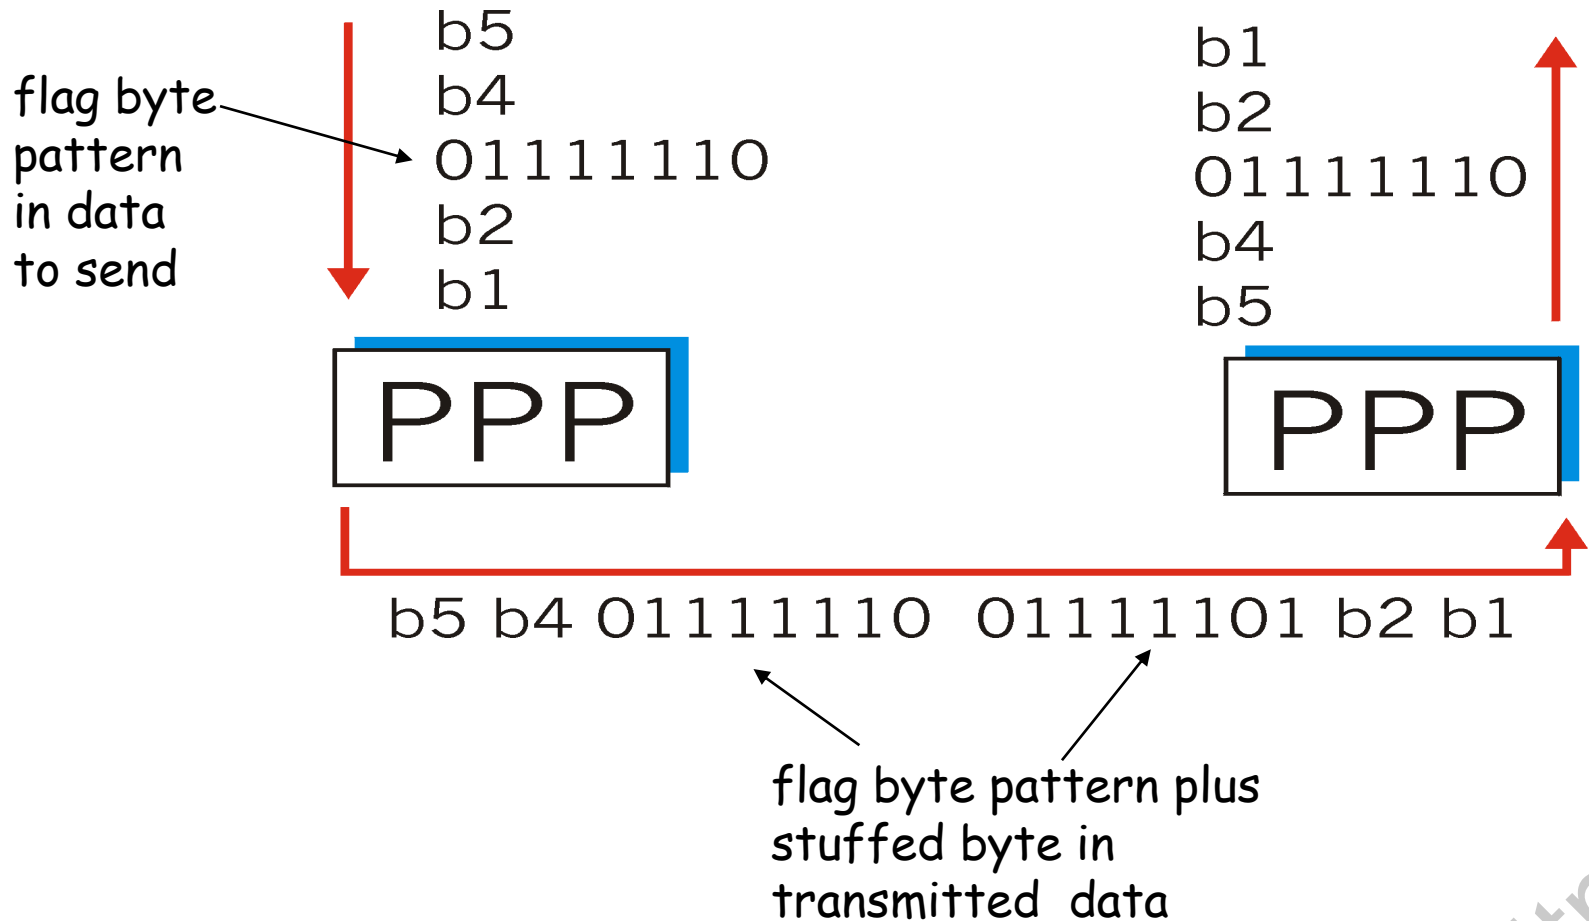 flag byte
pattern
in data
to send
b5
b4
01111110
b2
b1
PPP
b1
b2
01111110
b4
b5
PPP
b5 b4 01111110 01111101 b2 b1
flag byte pattern plus
stuffed byte in
transmitted data